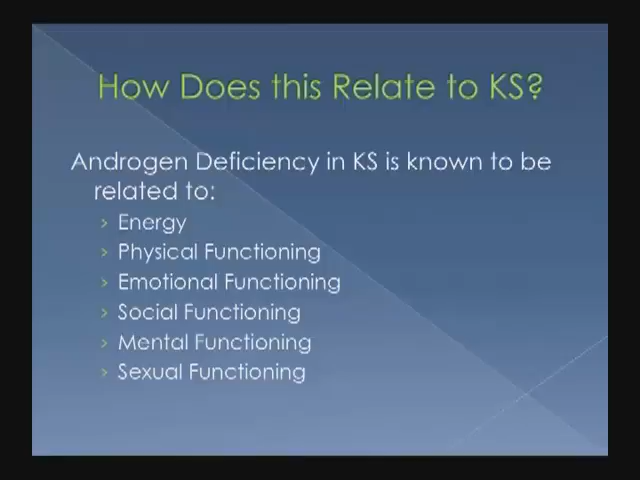 How Does this Relate to KS?
Androgen Deficiency in KS is known to be
related to:
› Energy
› Physical Functioning
› Emotional Functioning
› Social Functioning
› Mental Functioning
› Sexual Functioning